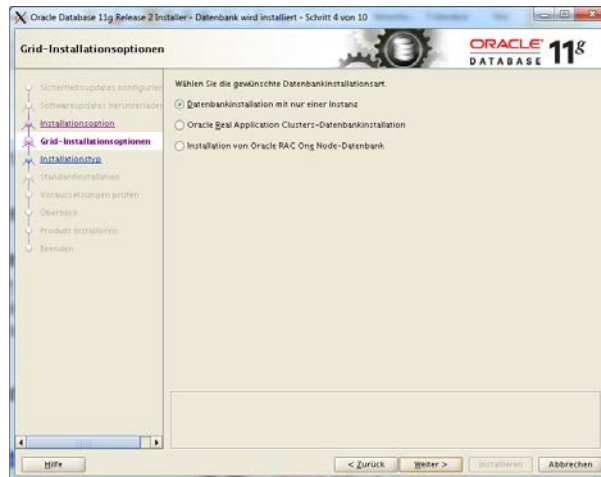 Oracle Database 11g Release 2 Installer - Datenbank wird installiert - Schritt 4 von 10
Grid-Installationsoptionen
ORACLE
DATABASE 11g
Sicherheitsupdates konfigurier
Softwareupdates herunterladen
Installationsoption
Grid-Installationsoptionen
Installationstyp
Standardinstallation
Voraussetzungen prüfen
Überblick
Produkt installieren
Beenden
Wählen Sie die gewünschte Datenbankinstallationsart.
Datenbankinstallation mit nur einer Instanz
Oracle Real Application Clusters-Datenbankinstallation
Installation von Oracle RAC One Node-Datenbank
Hilfe
< Zurück
Weiter >
Installieren
Abbrechen